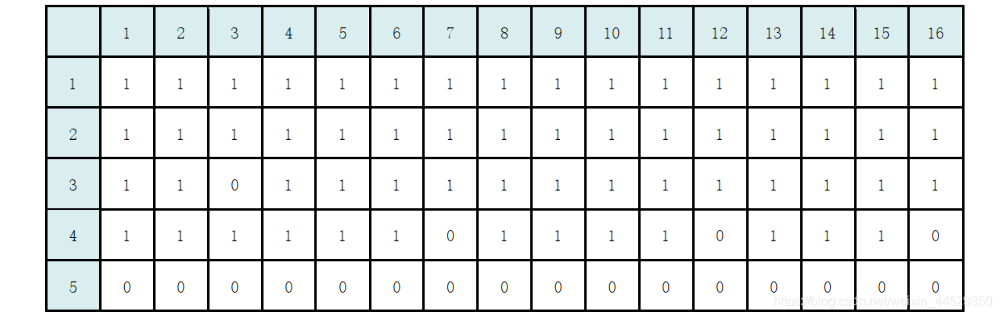 1 2 3 4 5 6 7 8 9 10 11 12 13 14 15 16
1 1 1 1 1 1 1 1 1 1 1 1 1 1 1 1 1
2 1 1 1 1 1 1 1 1 1 1 1 1 1 1 1 1
3 1 1 0 1 1 1 1 1 1 1 1 1 1 1 1 1
4 1 1 1 1 1 1 0 1 1 1 1 0 1 1 1 0
5 0 0 0 0 0 0 0 0 0 0 0 0 0 0 0 0
https://blog.csdn.net/weixin_44529350